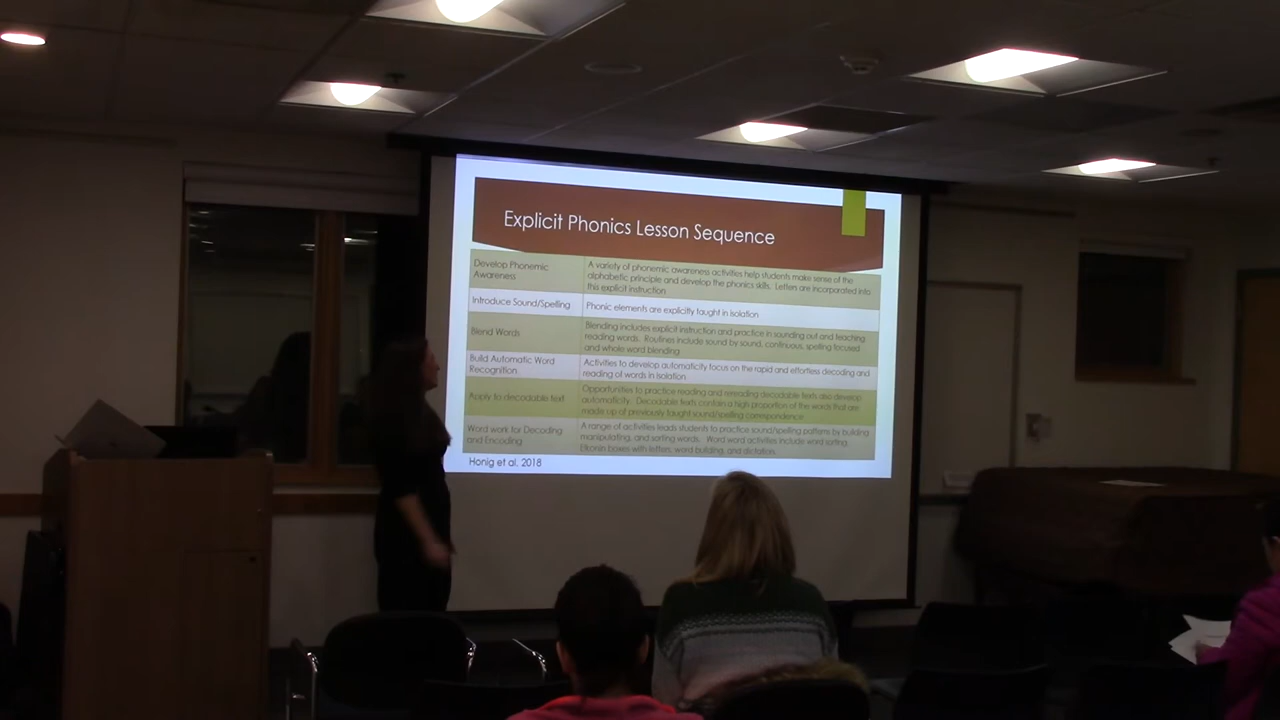 Explicit Phonics Lesson Sequence
Develop Phonemic
Awareness
A variety of phonemic awareness activities help students make sense of the
alphabetic principle and develop the phonics skills. Letters are incorporated into
this explicit instruction
Introduce Sound/Spelling
Phonic elements are explicitly taught in isolation
Blend Words
Blending includes explicit instruction and practice in sounding out and teaching
reading words. Routines include sound by sound, continuous, spelling focused
and whole word blending
Build Automatic Word
Recognition
Activities to develop automaticity focus on the rapid and effortless decoding and
reading of words in isolation
Apply to decodable text
Opportunities to practice reading and rereading decodable texts also develop
automaticity. Decodable texts contain a high proportion of the words that are
made up of previously taught sound/spelling correspondence
Word work for Decoding
and Encoding
A range of activities leads students to practice sound/spelling patterns by building
manipulating, and sorting words. Word word activities include word sorting
Elkonin boxes with letters, word building, and dictation.
Honig et al. 2018